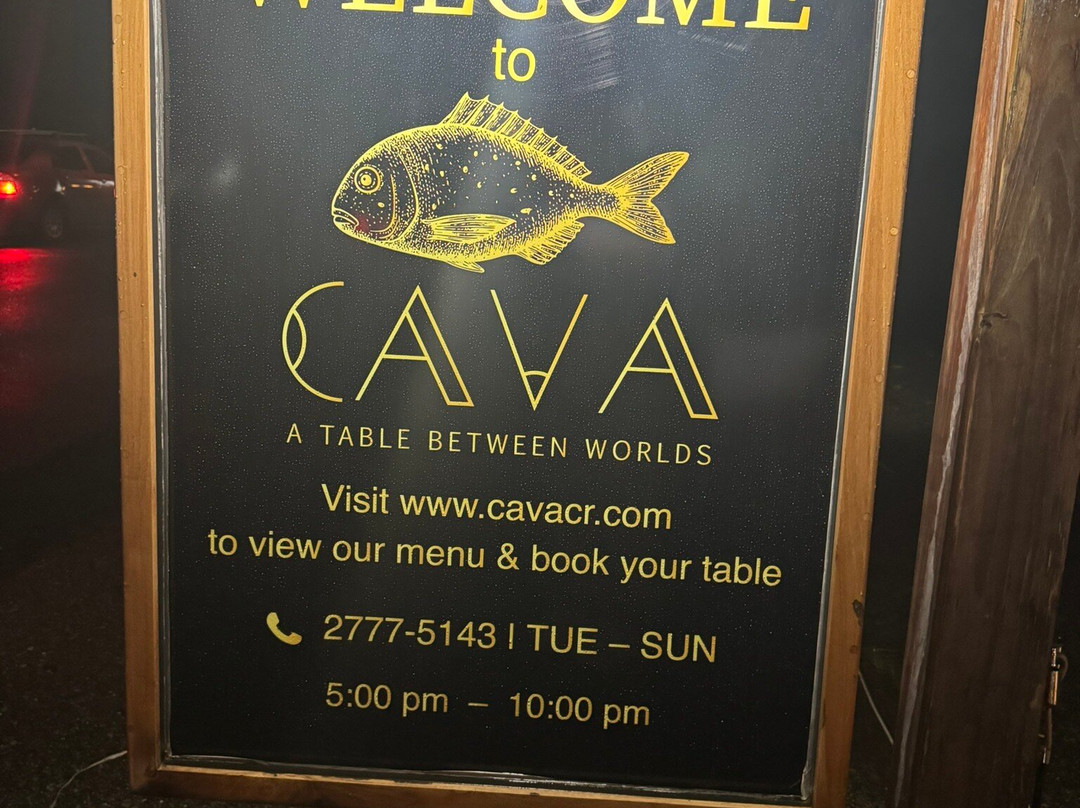 WELCOME
to
CAVA
A TABLE BETWEEN WORLDS
Visit www.cavacr.com
to view our menu & book your table
2777-5143 | TUE – SUN
5:00 pm – 10:00 pm